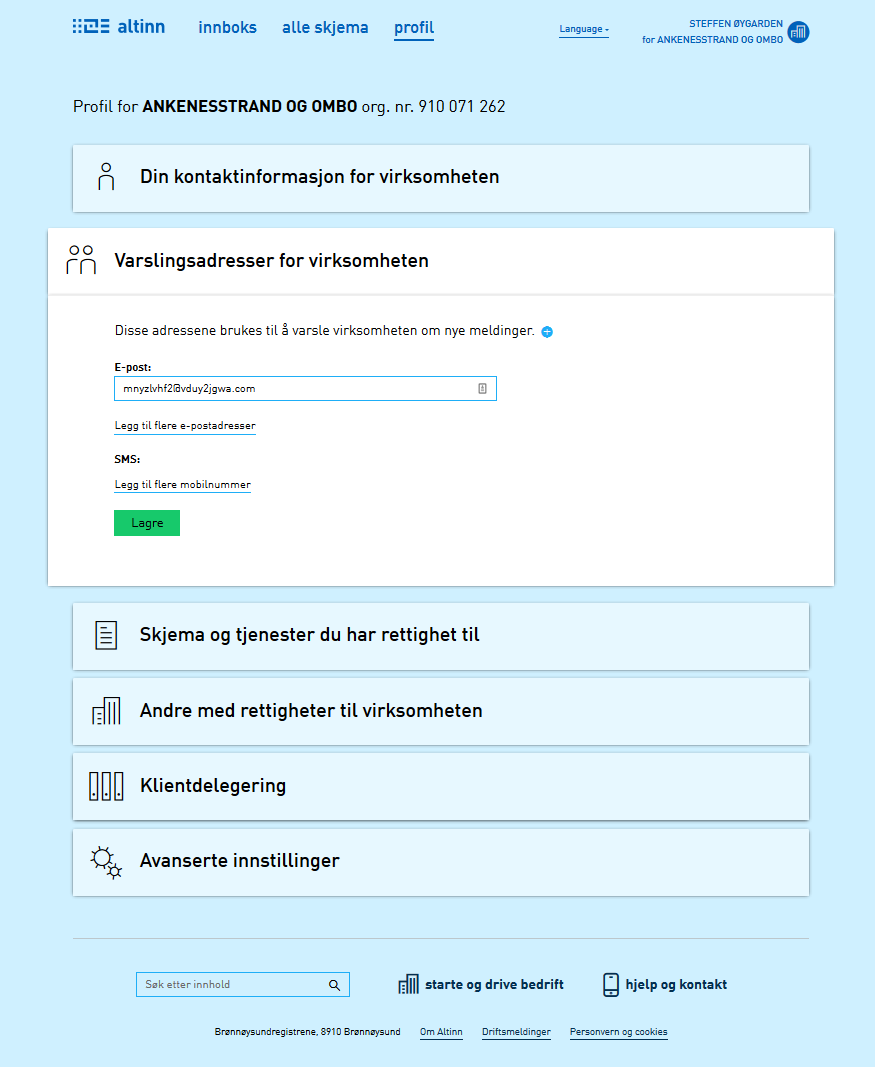 altinn innboks alle skjema profil Language STEFFEN ØYGARDEN
for ANKENESSTRAND OG OMBO
Profil for ANKENESSTRAND OG OMBO org. nr. 910 071 262
Din kontaktinformasjon for virksomheten
Varslingsadresser for virksomheten
Disse adressene brukes til å varsle virksomheten om nye meldinger.
E-post:
mnyzlvhf2@vduy2jgwa.com
Legg til flere e-postadresser
SMS:
Legg til flere mobilnummer
Lagre
Skjema og tjenester du har rettighet til
Andre med rettigheter til virksomheten
Klientdelegering
Avanserte innstillinger
Søk etter innhold starte og drive bedrift hjelp og kontakt
Brønnøysundregistrene, 8910 Brønnøysund Om Altinn Driftsmeldinger Personvern og cookies